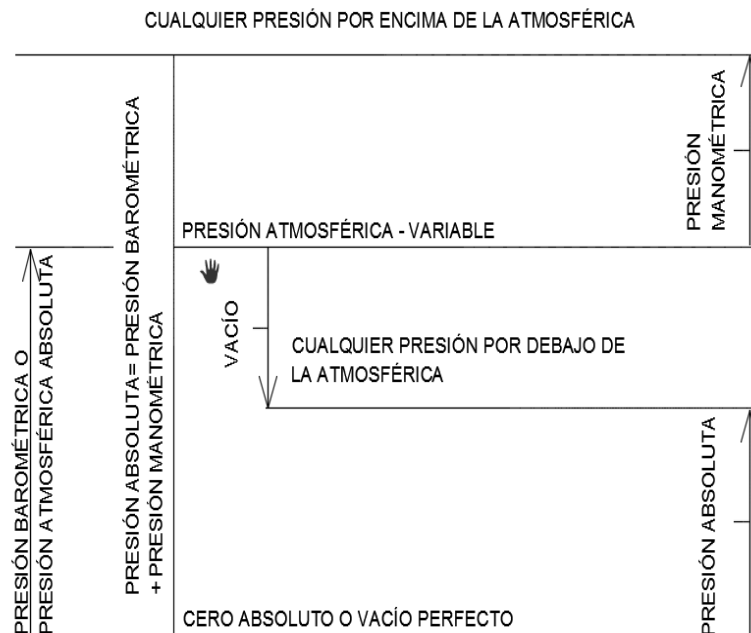 CUALQUIER PRESIÓN POR ENCIMA DE LA ATMOSFÉRICA
PRESIÓN
MANOMÉTRICA
PRESIÓN ABSOLUTA= PRESIÓN BAROMÉTRICA
+ PRESIÓN MANOMÉTRICA
PRESIÓN ATMOSFÉRICA - VARIABLE
PRESIÓN BAROMÉTRICA O
PRESIÓN ATMOSFÉRICA ABSOLUTA
VACÍO
CUALQUIER PRESIÓN POR DEBAJO DE
LA ATMOSFÉRICA
PRESIÓN ABSOLUTA
CERO ABSOLUTO O VACÍO PERFECTO